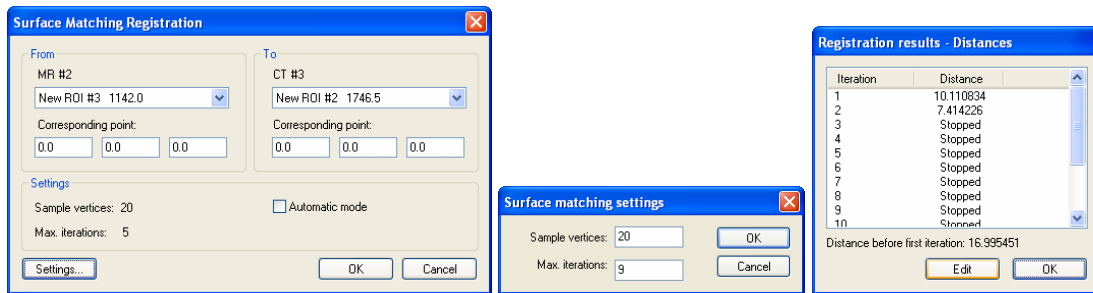 Surface Matching Registration
From
MR #2
New ROI #3 1142.0
Corresponding point:
0.0 0.0 0.0
To
CT #3
New ROI #2 1746.5
Corresponding point:
0.0 0.0 0.0
Settings
Sample vertices: 20
Automatic mode
Max. iterations: 5
Settings... OK Cancel
Surface matching settings
Sample vertices: 20 OK
Max. iterations: 9 Cancel
Registration results - Distances
Iteration Distance
1 10.110834
2 7.414226
3 Stopped
4 Stopped
5 Stopped
6 Stopped
7 Stopped
8 Stopped
9 Stopped
10 Stopped
Distance before first iteration: 16.995451
Edit OK